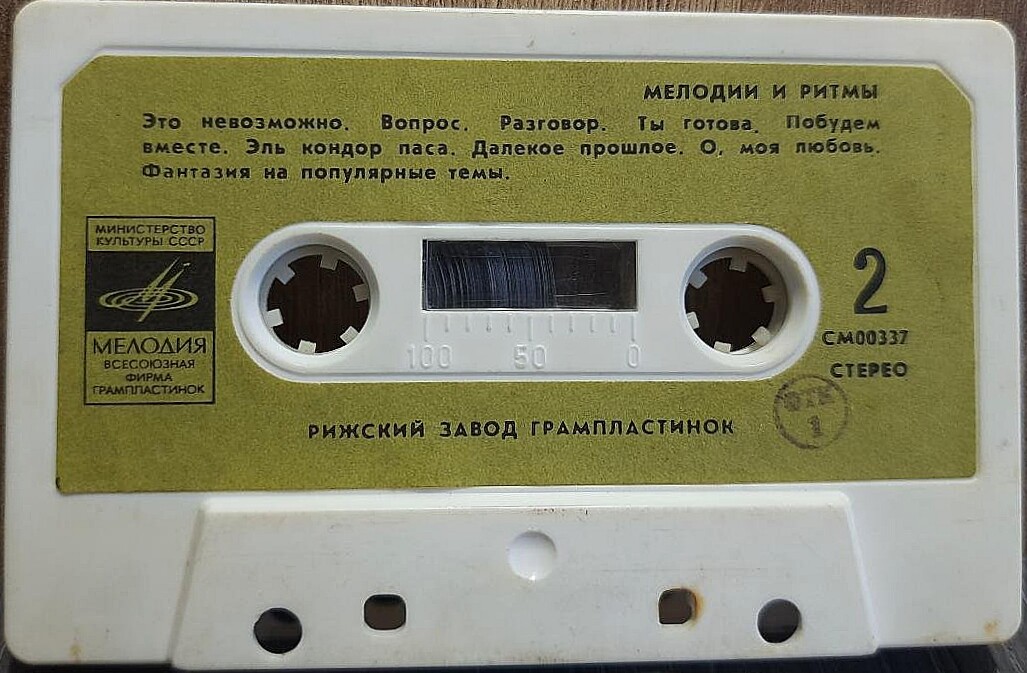 МЕЛОДИИ И РИТМЫ
Это невозможно. Вопрос. Разговор. Ты готова. Побудем
вместе. Эль кондор паса. Далекое прошлое. О, моя любовь.
Фантазия на популярные темы.
МИНИСТЕРСТВО
КУЛЬТУРЫ СССР
МЕЛОДИЯ
ВСЕСОЮЗНАЯ
ФИРМА
ГРАМПЛАСТИНОК
100 50 0
2
СМ00337
СТЕРЕО
ОТК
1
РИЖСКИЙ ЗАВОД ГРАМПЛАСТИНОК